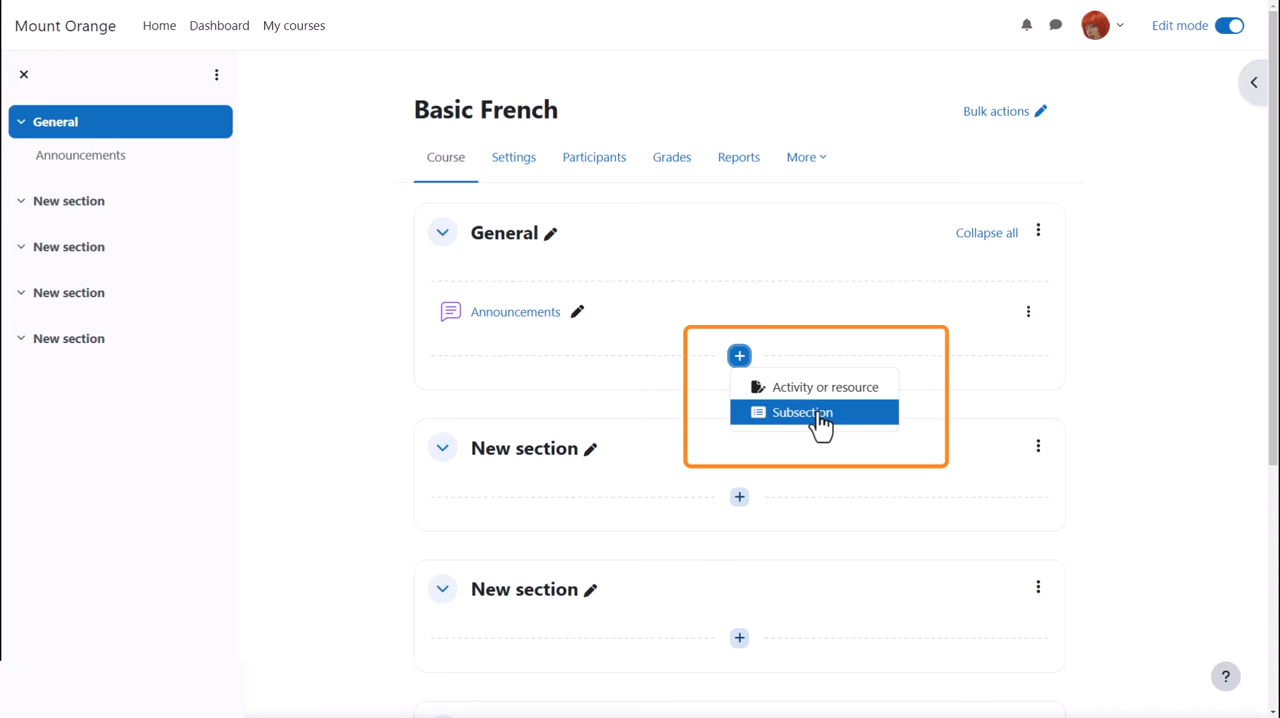 Mount Orange Home Dashboard My courses Edit mode
General
Announcements
New section
New section
New section
New section
Basic French
Bulk actions
Course Settings Participants Grades Reports More
General
Collapse all
Announcements
Activity or resource
Subsection
New section
New section
?